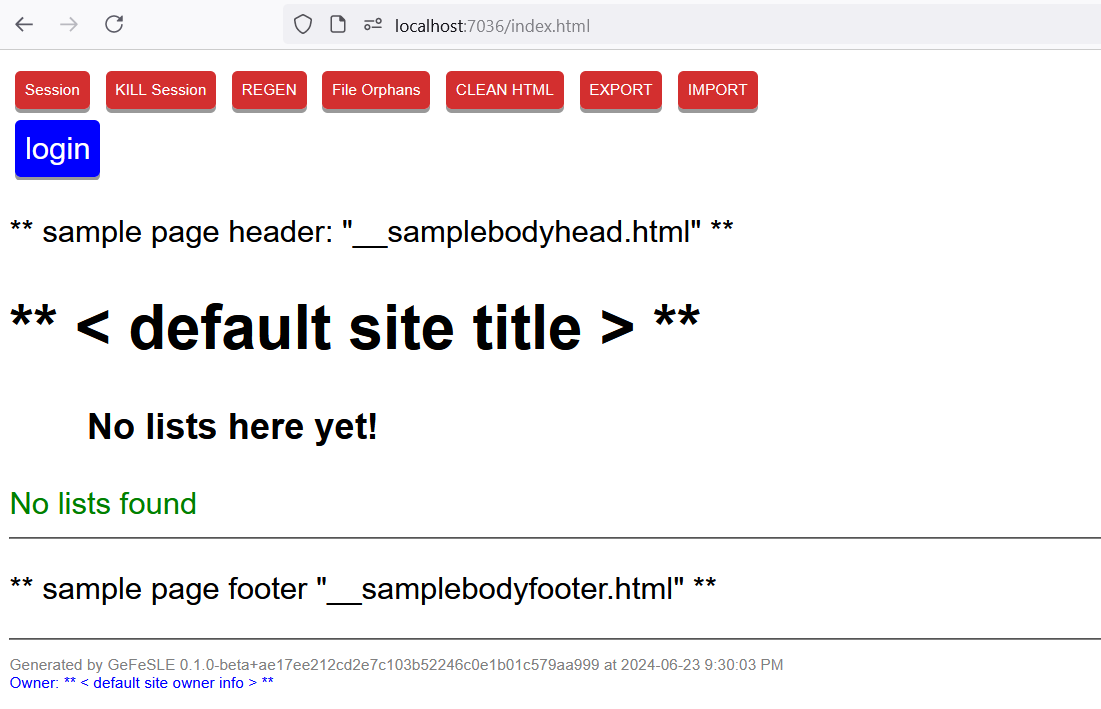 localhost:7036/index.html
Session KILL Session REGEN File Orphans CLEAN HTML EXPORT IMPORT
login
** sample page header: "__samplebodyhead.html" **
** < default site title > **
No lists here yet!
No lists found
** sample page footer "__samplebodyfooter.html" **
Generated by GeFeSLE 0.1.0-beta+ae17ee212cd2e7c103b52246c0e1b01c579aa999 at 2024-06-23 9:30:03 PM
Owner: ** < default site owner info > **